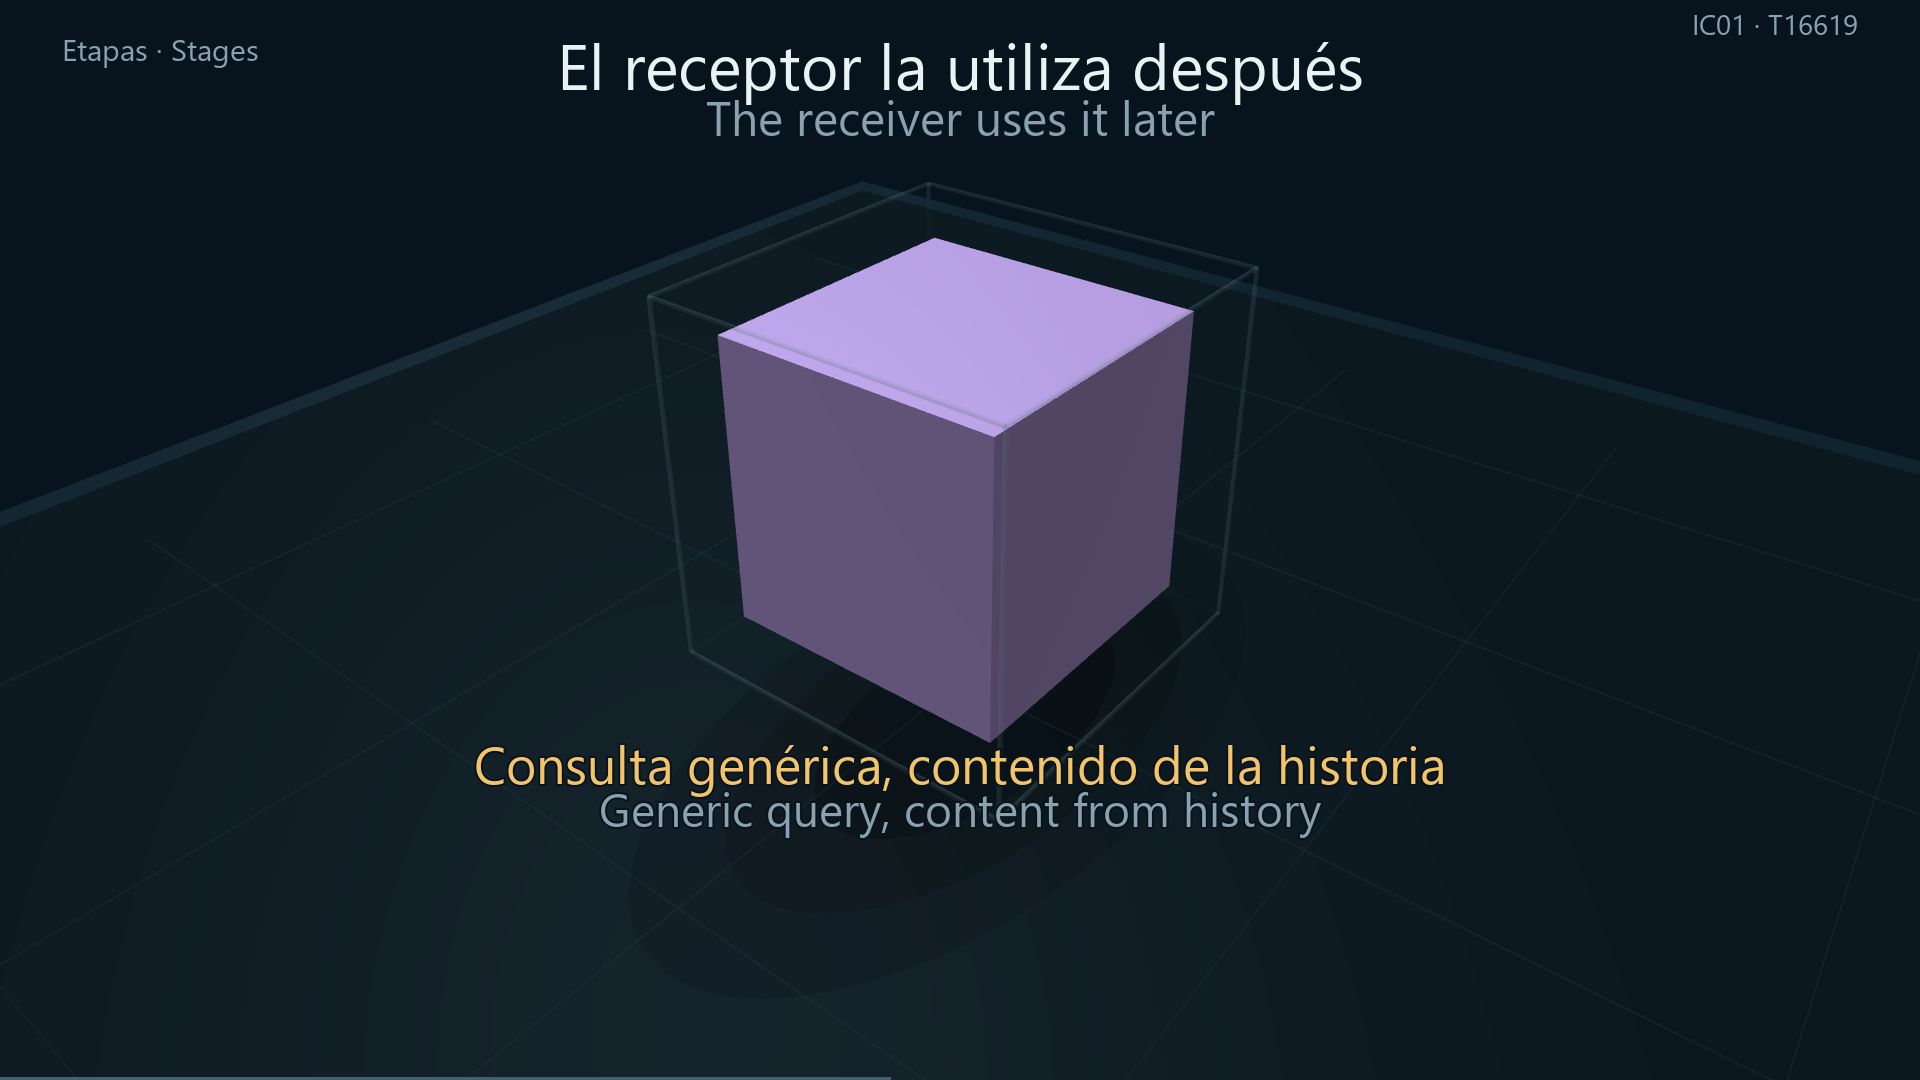 Etapas · Stages
IC01 · T16619
El receptor la utiliza después
The receiver uses it later
Consulta genérica, contenido de la historia
Generic query, content from history